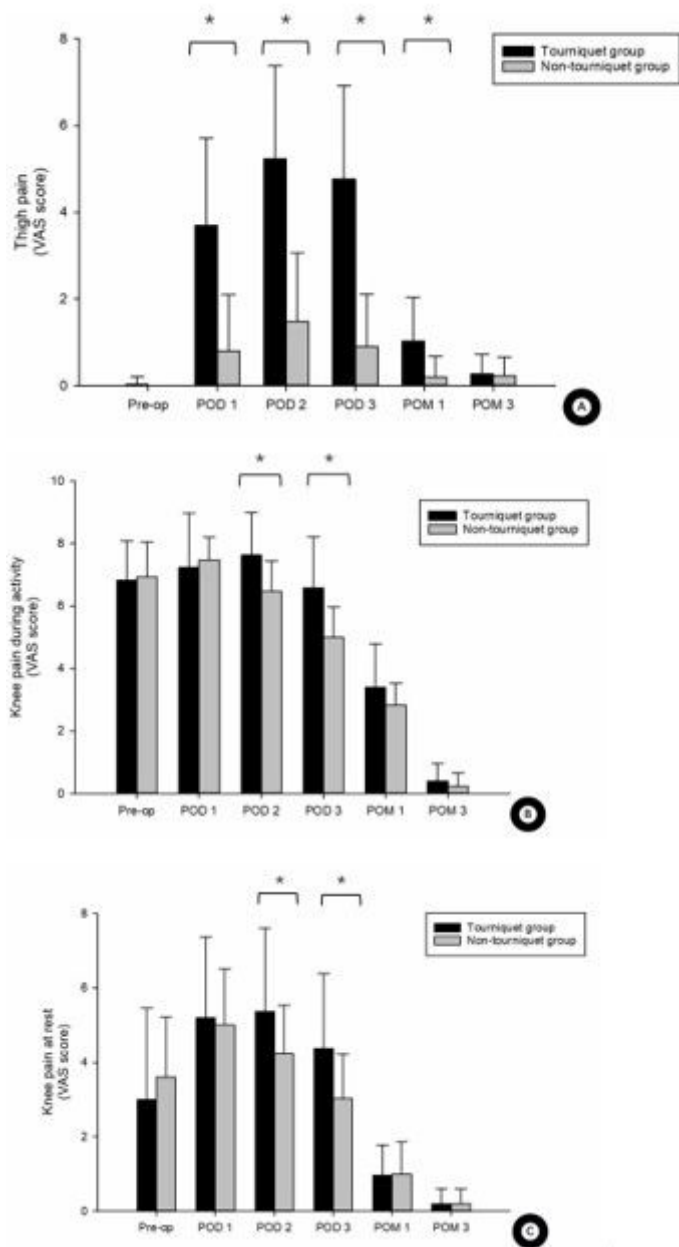 * * * *
8
Tourniquet group
Non-tourniquet group
6
Thigh pain
(VAS score)
4
2
0
Pre-op POD 1 POD 2 POD 3 POM 1 POM 3
A
* *
10
Tourniquet group
Non-tourniquet group
8
Knee pain during activity
(VAS score)
6
4
2
0
Pre-op POD 1 POD 2 POD 3 POM 1 POM 3
B
* *
8
Tourniquet group
Non-tourniquet group
6
Knee pain at rest
(VAS score)
4
2
0
Pre-op POD 1 POD 2 POD 3 POM 1 POM 3
C